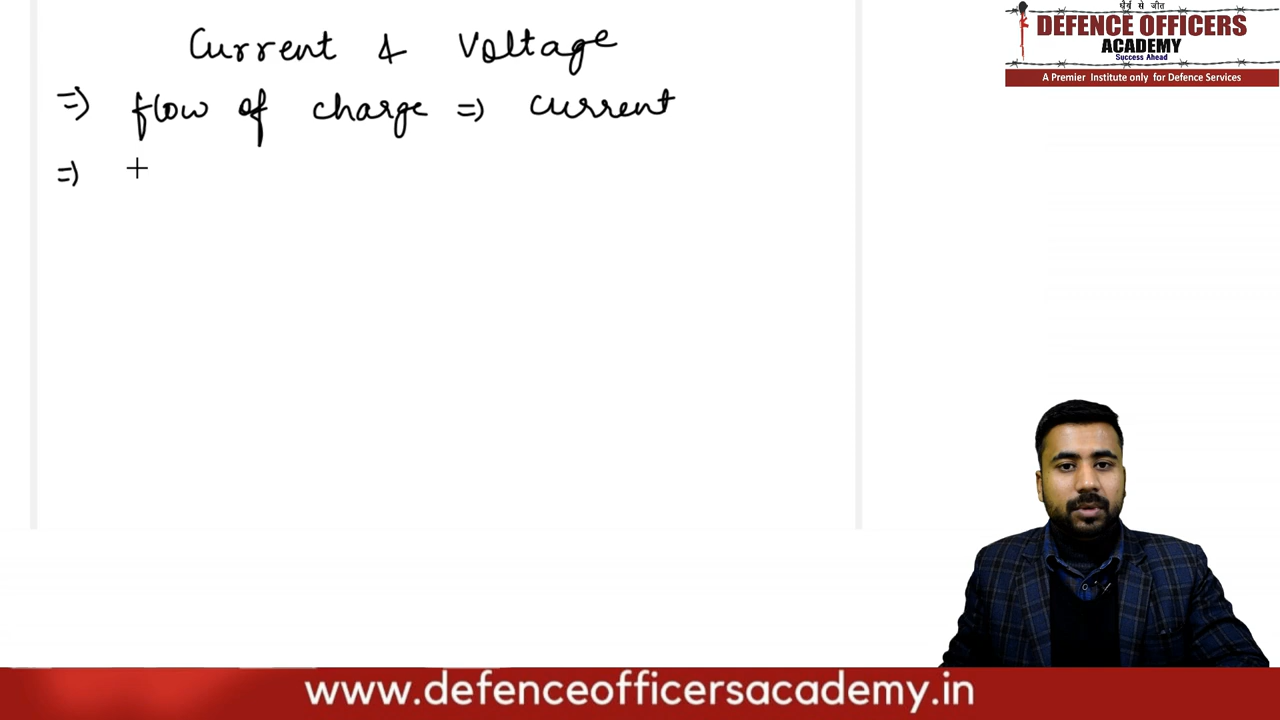 Current & Voltage
=) flow of charge =) current
=) +
धैर्य से जीत
DEFENCE OFFICERS
ACADEMY
Success Ahead
A Premier Institute only for Defence Services
www.defenceofficersacademy.in